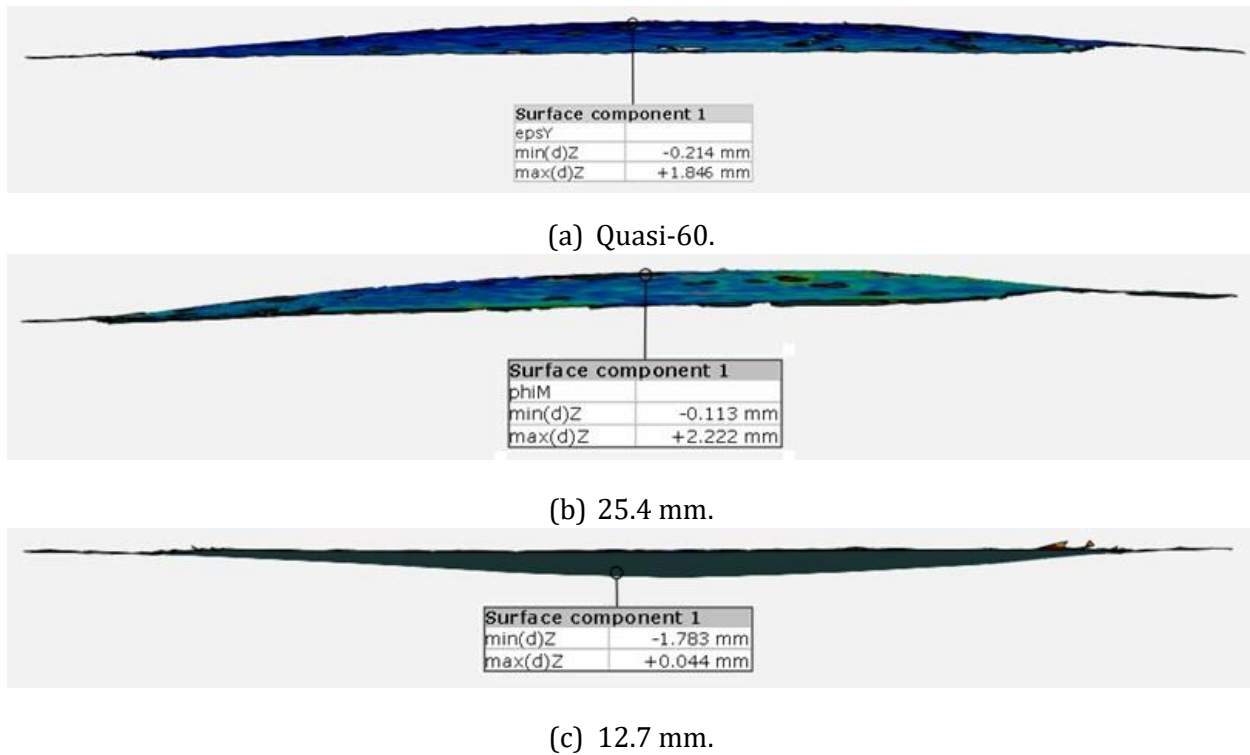 Surface component 1
epsY
min(d)Z -0.214 mm
max(d)Z +1.846 mm
(a) Quasi-60.
Surface component 1
phiM
min(d)Z -0.113 mm
max(d)Z +2.222 mm
(b) 25.4 mm.
Surface component 1
min(d)Z -1.783 mm
max(d)Z +0.044 mm
(c) 12.7 mm.